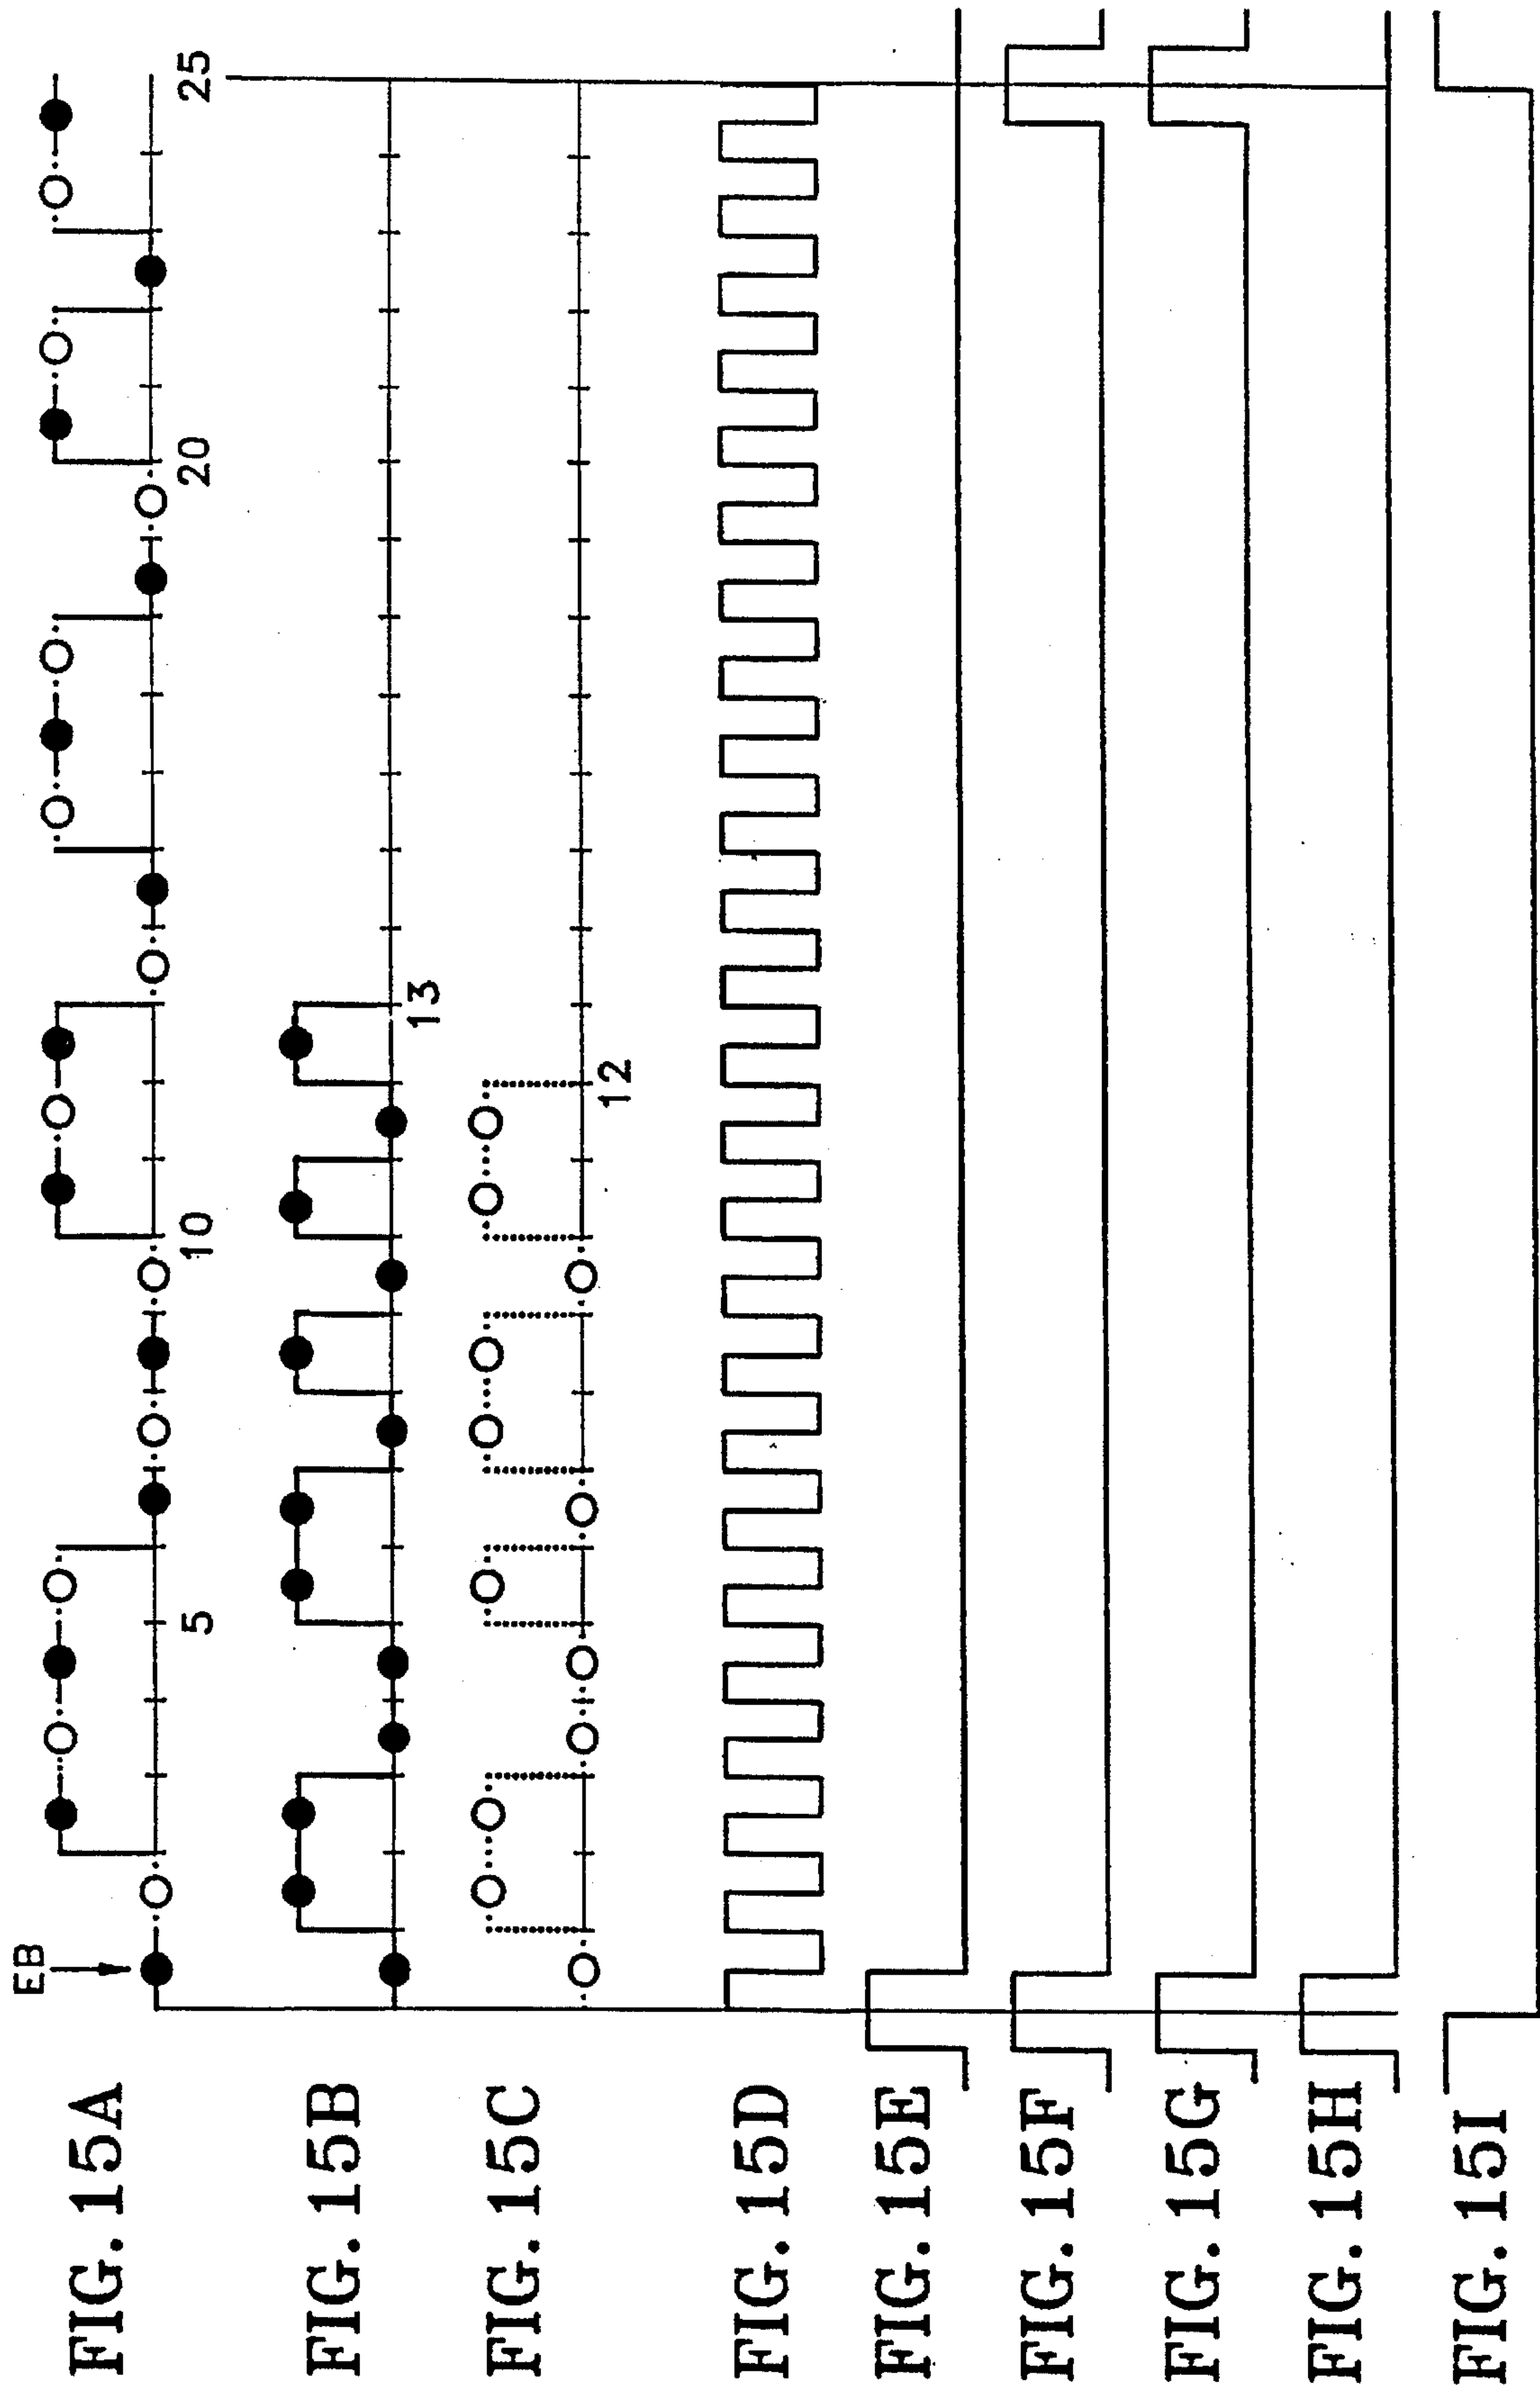 EB
5
10
20
25
FIG. 15A
13
FIG. 15B
12
FIG. 15C
FIG. 15D
FIG. 15E
FIG. 15F
FIG. 15G
FIG. 15H
FIG. 15I